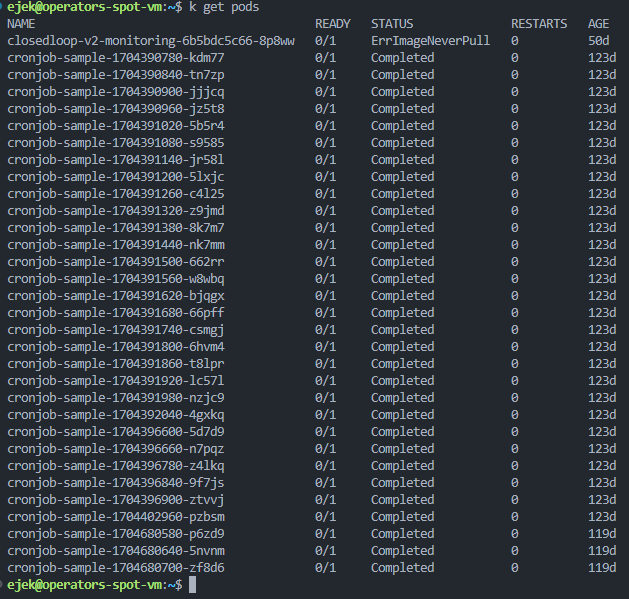 ejek@operators-spot-vm:~$ k get pods
NAME READY STATUS RESTARTS AGE
closedloop-v2-monitoring-6b5bdc5c66-8p8ww 0/1 ErrImageNeverPull 0 50d
cronjob-sample-1704390780-kdm77 0/1 Completed 0 123d
cronjob-sample-1704390840-tn7zp 0/1 Completed 0 123d
cronjob-sample-1704390900-jjjcq 0/1 Completed 0 123d
cronjob-sample-1704390960-jz5t8 0/1 Completed 0 123d
cronjob-sample-1704391020-5b5r4 0/1 Completed 0 123d
cronjob-sample-1704391080-s9585 0/1 Completed 0 123d
cronjob-sample-1704391140-jr58l 0/1 Completed 0 123d
cronjob-sample-1704391200-5lxjc 0/1 Completed 0 123d
cronjob-sample-1704391260-c4l25 0/1 Completed 0 123d
cronjob-sample-1704391320-z9jmd 0/1 Completed 0 123d
cronjob-sample-1704391380-8k7m7 0/1 Completed 0 123d
cronjob-sample-1704391440-nk7mm 0/1 Completed 0 123d
cronjob-sample-1704391500-662rr 0/1 Completed 0 123d
cronjob-sample-1704391560-w8wbq 0/1 Completed 0 123d
cronjob-sample-1704391620-bjqgx 0/1 Completed 0 123d
cronjob-sample-1704391680-66pff 0/1 Completed 0 123d
cronjob-sample-1704391740-csmgj 0/1 Completed 0 123d
cronjob-sample-1704391800-6hvm4 0/1 Completed 0 123d
cronjob-sample-1704391860-t8lpr 0/1 Completed 0 123d
cronjob-sample-1704391920-lc57l 0/1 Completed 0 123d
cronjob-sample-1704391980-nzjc9 0/1 Completed 0 123d
cronjob-sample-1704392040-4gxkq 0/1 Completed 0 123d
cronjob-sample-1704396600-5d7d9 0/1 Completed 0 123d
cronjob-sample-1704396660-n7pqz 0/1 Completed 0 123d
cronjob-sample-1704396780-z4lkq 0/1 Completed 0 123d
cronjob-sample-1704396840-9f7js 0/1 Completed 0 123d
cronjob-sample-1704396900-ztvvj 0/1 Completed 0 123d
cronjob-sample-1704402960-pzbsm 0/1 Completed 0 123d
cronjob-sample-1704680580-p6zd9 0/1 Completed 0 119d
cronjob-sample-1704680640-5nvnm 0/1 Completed 0 119d
cronjob-sample-1704680700-zf8d6 0/1 Completed 0 119d
ejek@operators-spot-vm:~$